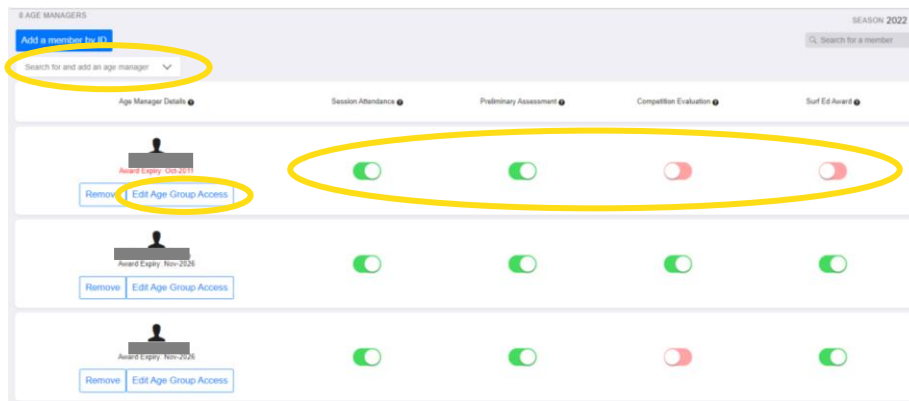 8 AGE MANAGERS
SEASON 2022
Add a member by ID
Search for a member
Search for and add an age manager
Age Manager Details Session Attendance Preliminary Assessment Competition Evaluation Surf Ed Award
Award Expiry: Oct-2011
Remove Edit Age Group Access
Award Expiry: Nov-2026
Remove Edit Age Group Access
Award Expiry: Nov-2026
Remove Edit Age Group Access